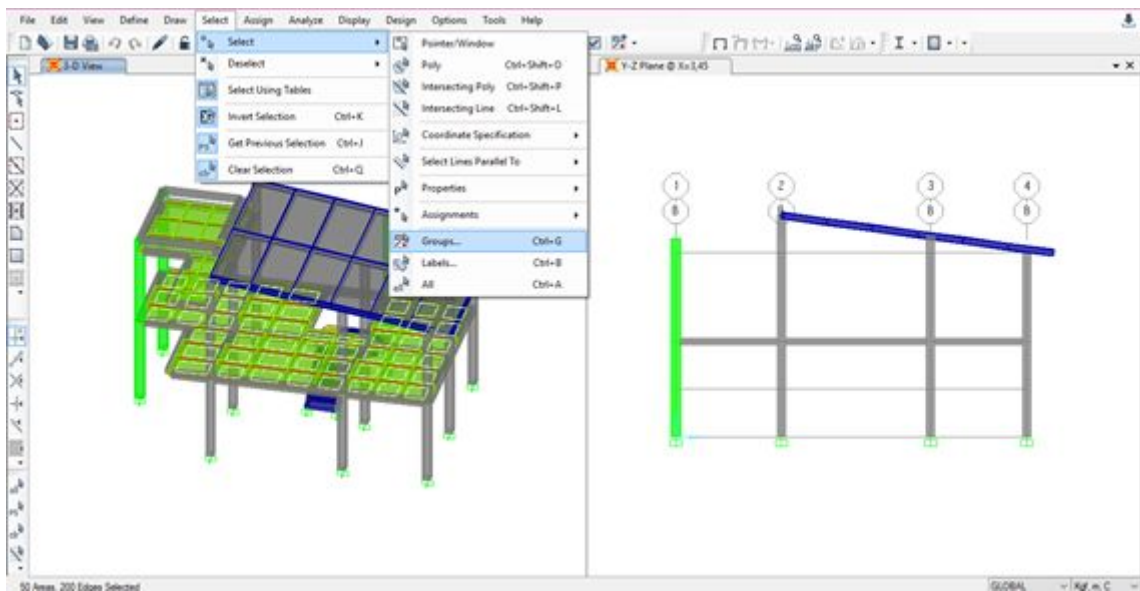 File Edit View Define Draw Select Assign Analyze Display Design Options Tools Help
Select
Deselect
Select Using Tables
Invert Selection Ctrl+K
Get Previous Selection Ctrl+J
Clear Selection Ctrl+Q
Pointer/Window
Poly Ctrl+Shift+O
Intersecting Poly Ctrl+Shift+P
Intersecting Line Ctrl+Shift+L
Coordinate Specification
Select Lines Parallel To
Properties
Assignments
Groups... Ctrl+G
Labels... Ctrl+B
All Ctrl+A
3-D View
Y-Z Plane @ X=3,45
1 2 3 4
B B B
50 Areas, 200 Edges Selected
GLOBAL Kgf, m, C